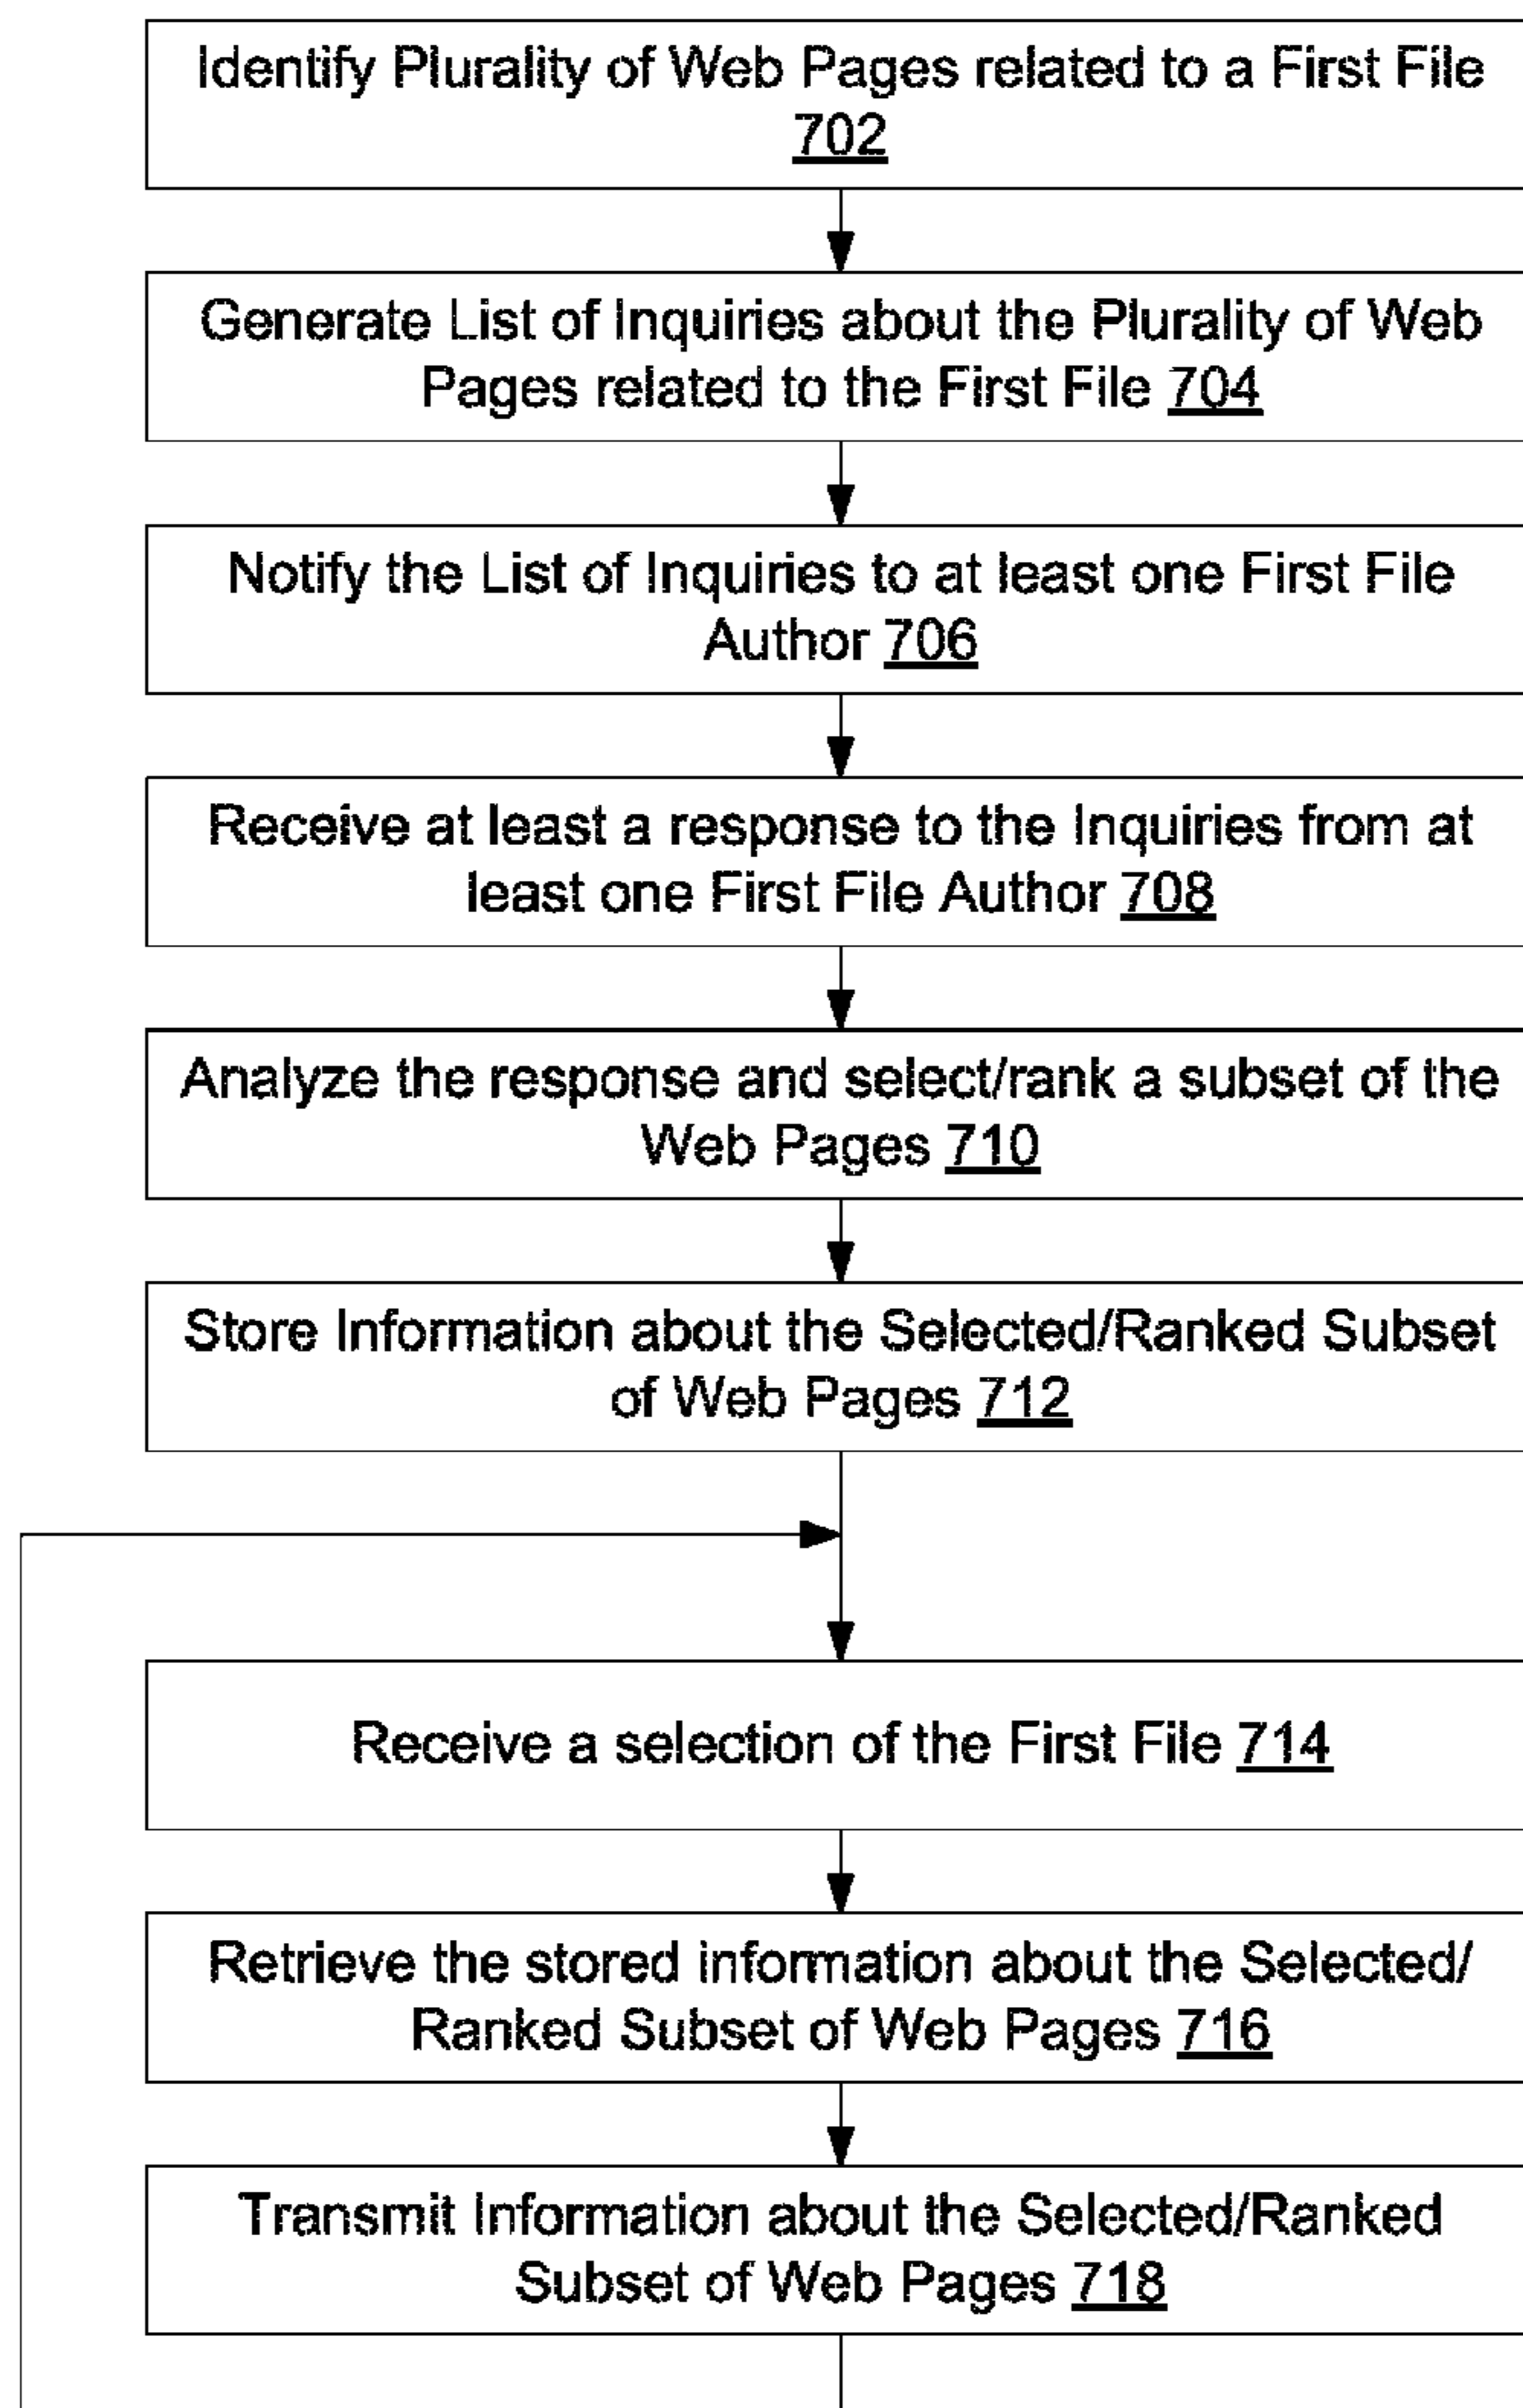 Identify Plurality of Web Pages related to a First File
702
Generate List of Inquiries about the Plurality of Web
Pages related to the First File 704
Notify the List of Inquiries to at least one First File
Author 706
Receive at least a response to the Inquiries from at
least one First File Author 708
Analyze the response and select/rank a subset of the
Web Pages 710
Store Information about the Selected/Ranked Subset
of Web Pages 712
Receive a selection of the First File 714
Retrieve the stored information about the Selected/
Ranked Subset of Web Pages 716
Transmit Information about the Selected/Ranked
Subset of Web Pages 718